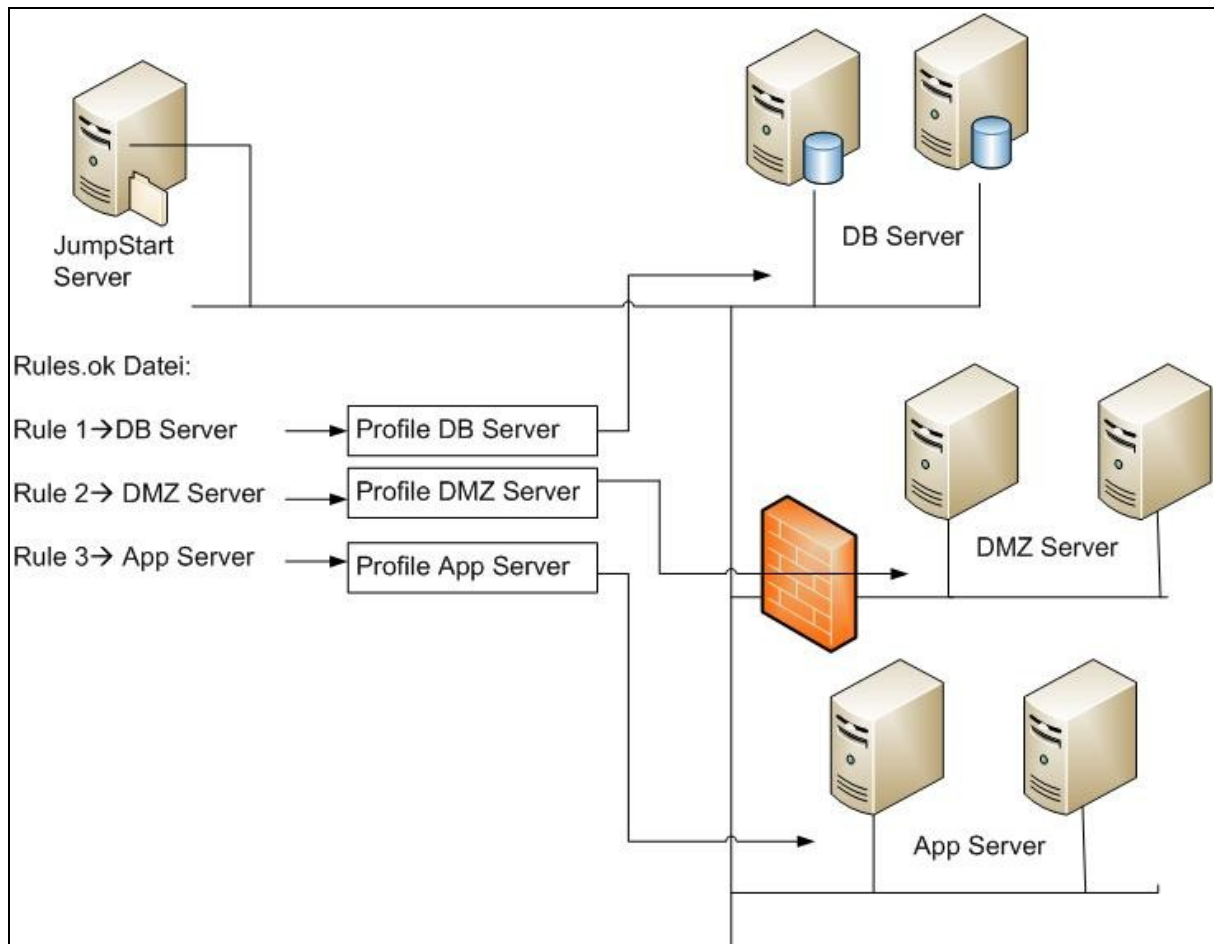 JumpStart
Server
DB Server
Rules.ok Datei:
Rule 1→DB Server
Profile DB Server
Rule 2→ DMZ Server
Profile DMZ Server
Rule 3→ App Server
Profile App Server
DMZ Server
App Server